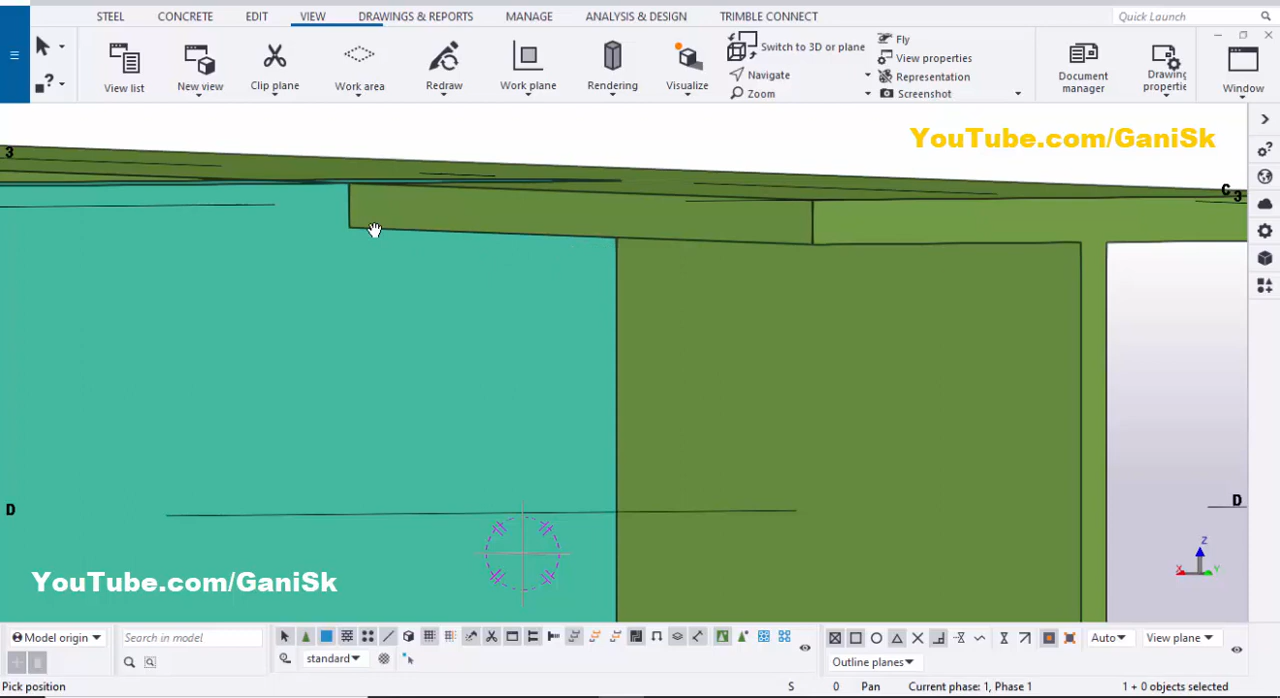 STEEL CONCRETE EDIT VIEW DRAWINGS & REPORTS MANAGE ANALYSIS & DESIGN TRIMBLE CONNECT Quick Launch
View list
New view
Clip plane
Work area
Redraw
Work plane
Rendering
Visualize
Switch to 3D or plane
Navigate
Zoom
Fly
View properties
Representation
Screenshot
Document
manager
Drawing
propertie
Window
YouTube.com/GaniSk
3
C
3
D
D
Z
X
Y
YouTube.com/GaniSk
Model origin
Search in model
standard
Auto
View plane
Outline planes
Pick position S 0 Pan Current phase: 1, Phase 1 1 + 0 objects selected